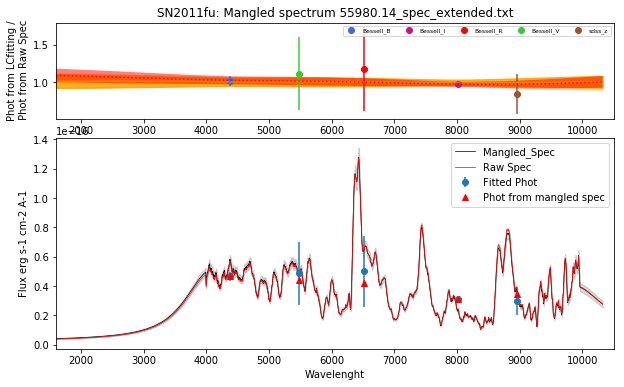 SN2011fu: Mangled spectrum 55980.14_spec_extended.txt
Phot from LCfitting /
Phot from Raw Spec
1.5
1.0
Bessell_B
Bessell_I
Bessell_R
Bessell_V
sdss_z
2000 3000 4000 5000 6000 7000 8000 9000 10000
Flux erg s-1 cm-2 A-1
1.4
1.2
1.0
0.8
0.6
0.4
0.2
0.0
Mangled_Spec
Raw Spec
Fitted Phot
Phot from mangled spec
2000 3000 4000 5000 6000 7000 8000 9000 10000
Wavelenght